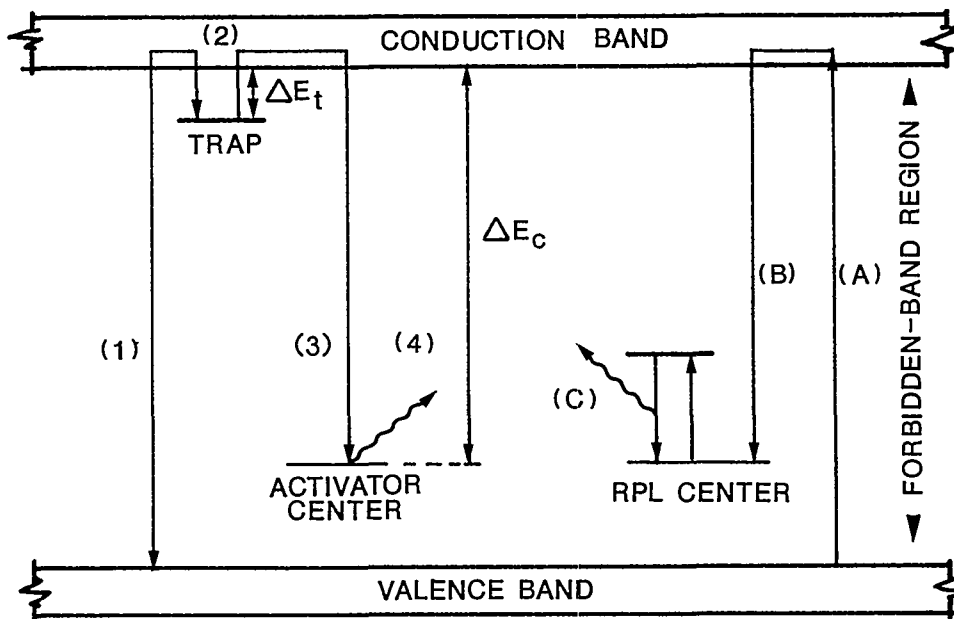 CONDUCTION BAND
(2)
ΔEt
TRAP
ΔEc
(B)
(A)
(1)
(3)
(4)
(C)
FORBIDDEN-BAND REGION
ACTIVATOR
CENTER
RPL CENTER
VALENCE BAND